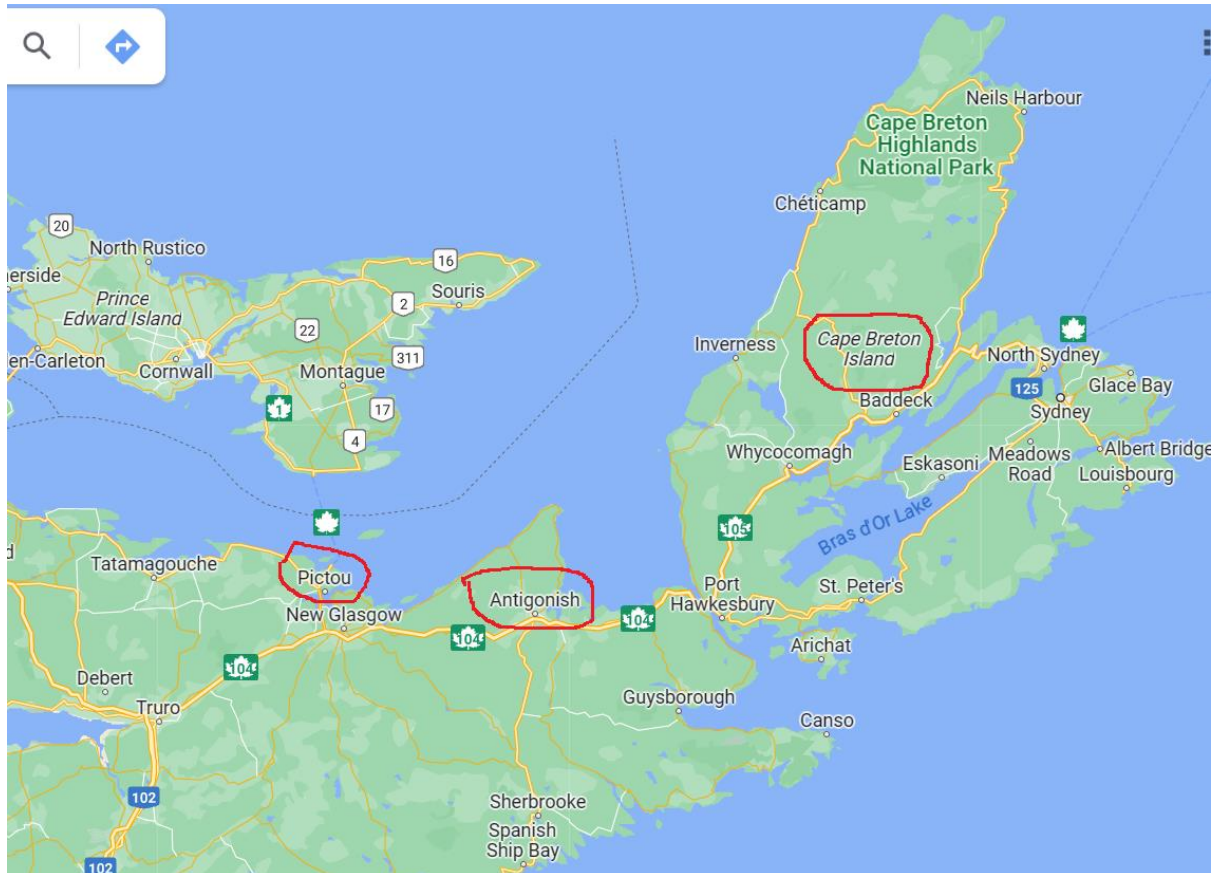 Neils Harbour
Cape Breton
Highlands
National Park
Chéticamp
20
North Rustico
16
erside
Souris
Prince
Edward Island
2
22
Inverness
Cape Breton
Island
North Sydney
en-Carleton
Cornwall
311
Montague
Glace Bay
125
Baddeck
1
17
Sydney
4
Whycocomagh
Eskasoni
Meadows
Road
Albert Bridge
Louisbourg
105
Bras d'Or Lake
d
Tatamagouche
Pictou
Port
Hawkesbury
St. Peter's
Antigonish
New Glasgow
104
104
104
Arichat
Debert
Truro
Guysborough
Canso
102
Sherbrooke
Spanish
Ship Bay
102